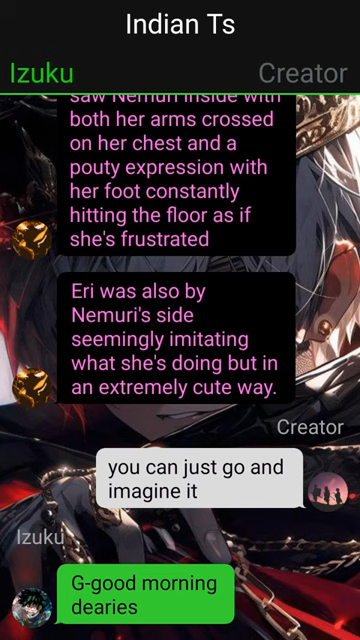 Indian Ts
Izuku
Creator
saw Nemuri inside with
both her arms crossed
on her chest and a
pouty expression with
her foot constantly
hitting the floor as if
she's frustrated
Eri was also by
Nemuri's side
seemingly imitating
what she's doing but in
an extremely cute way.
Creator
you can just go and
imagine it
Izuku
G-good morning
dearies